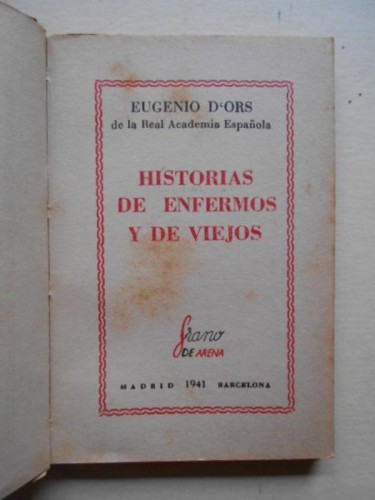 EUGENIO D'ORS
de la Real Academia Española
HISTORIAS
DE ENFERMOS
Y DE VIEJOS
Grano
DE ARENA
MADRID 1941 BARCELONA